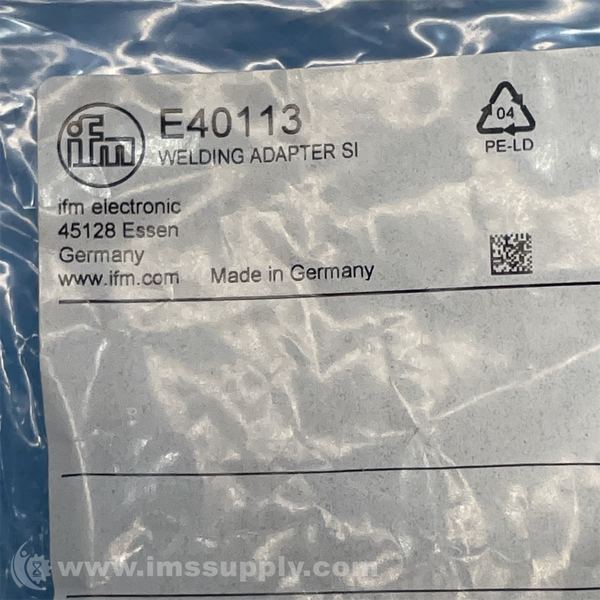 ifm
E40113
WELDING ADAPTER SI
04
PE-LD
ifm electronic
45128 Essen
Germany
www.ifm.com Made in Germany
www.imssupply.com